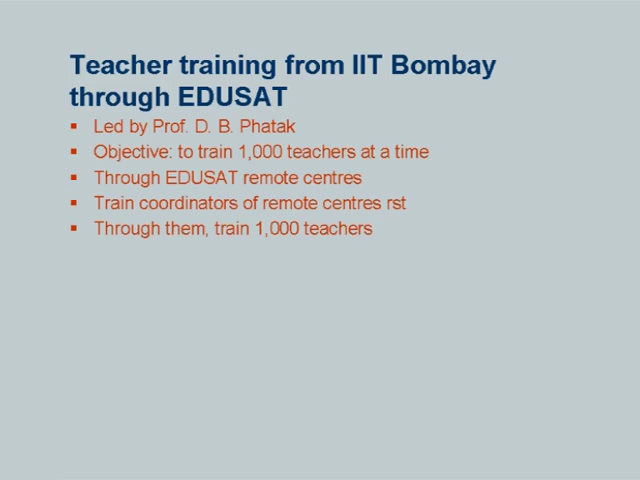 Teacher training from IIT Bombay
through EDUSAT
▪ Led by Prof. D. B. Phatak
▪ Objective: to train 1,000 teachers at a time
▪ Through EDUSAT remote centres
▪ Train coordinators of remote centres rst
▪ Through them, train 1,000 teachers